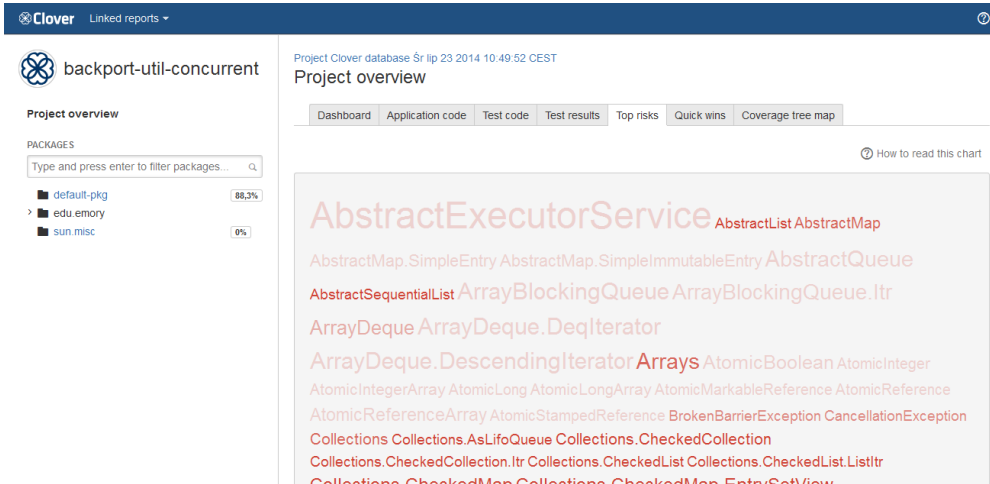 Clover Linked reports
backport-util-concurrent
Project overview
PACKAGES
Type and press enter to filter packages...
default-pkg 88,3%
edu.emory
sun.misc 0%
Project Clover database Śr lip 23 2014 10:49:52 CEST
Project overview
Dashboard Application code Test code Test results Top risks Quick wins Coverage tree map
How to read this chart
AbstractExecutorService AbstractList AbstractMap
AbstractMap.SimpleEntry AbstractMap.SimpleImmutableEntry AbstractQueue
AbstractSequentialList ArrayBlockingQueue ArrayBlockingQueue.Itr
ArrayDeque ArrayDeque.DeqIterator
ArrayDeque.DescendingIterator Arrays AtomicBoolean AtomicInteger
AtomicIntegerArray AtomicLong AtomicLongArray AtomicMarkableReference AtomicReference
AtomicReferenceArray AtomicStampedReference BrokenBarrierException CancellationException
Collections Collections.AsLifoQueue Collections.CheckedCollection
Collections.CheckedCollection.Itr Collections.CheckedList Collections.CheckedList.ListItr
Collections.CheckedMap Collections.CheckedMap.EntrySetView